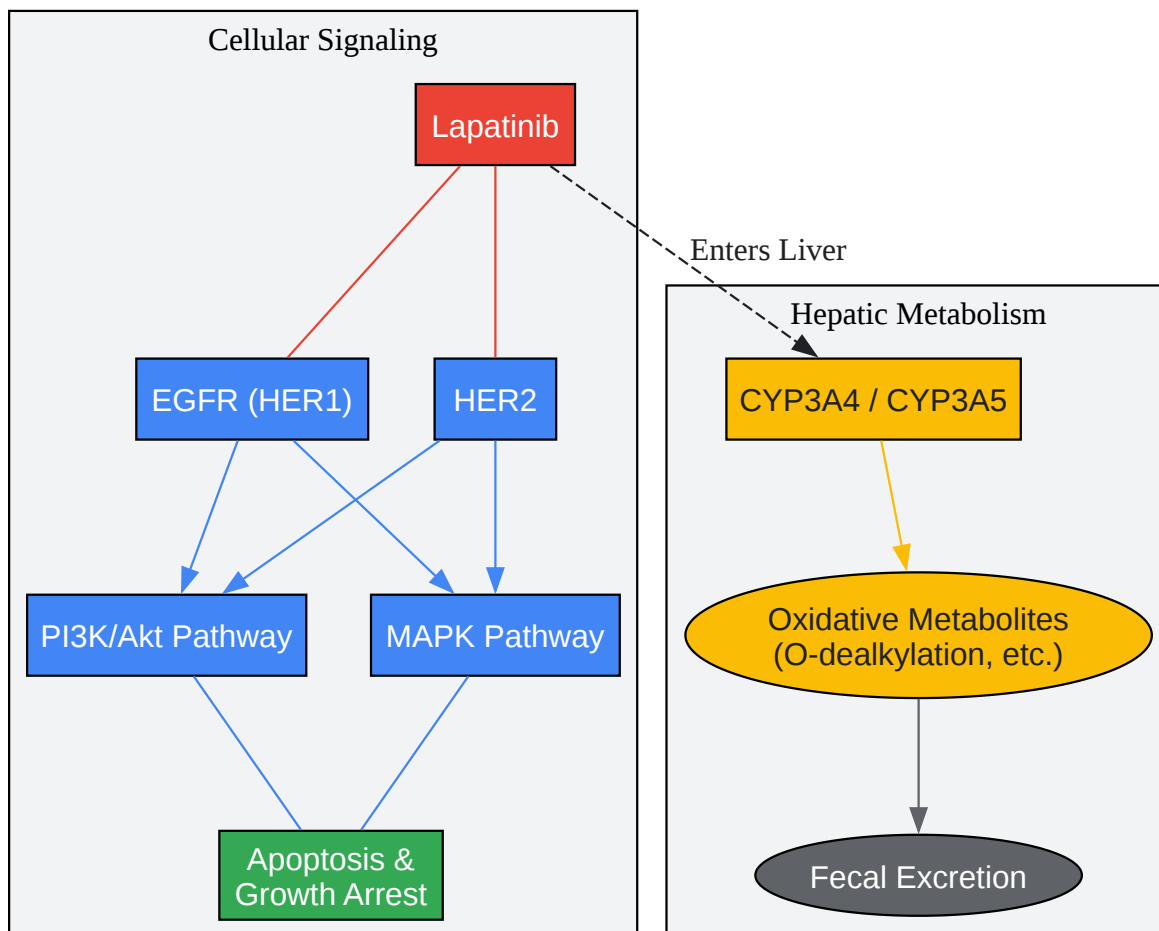 Cellular Signaling
Lapatinib
Enters Liver
Hepatic Metabolism
EGFR (HER1)
HER2
CYP3A4 / CYP3A5
PI3K/Akt Pathway
MAPK Pathway
Oxidative Metabolites
(O-dealkylation, etc.)
Apoptosis &
Growth Arrest
Fecal Excretion